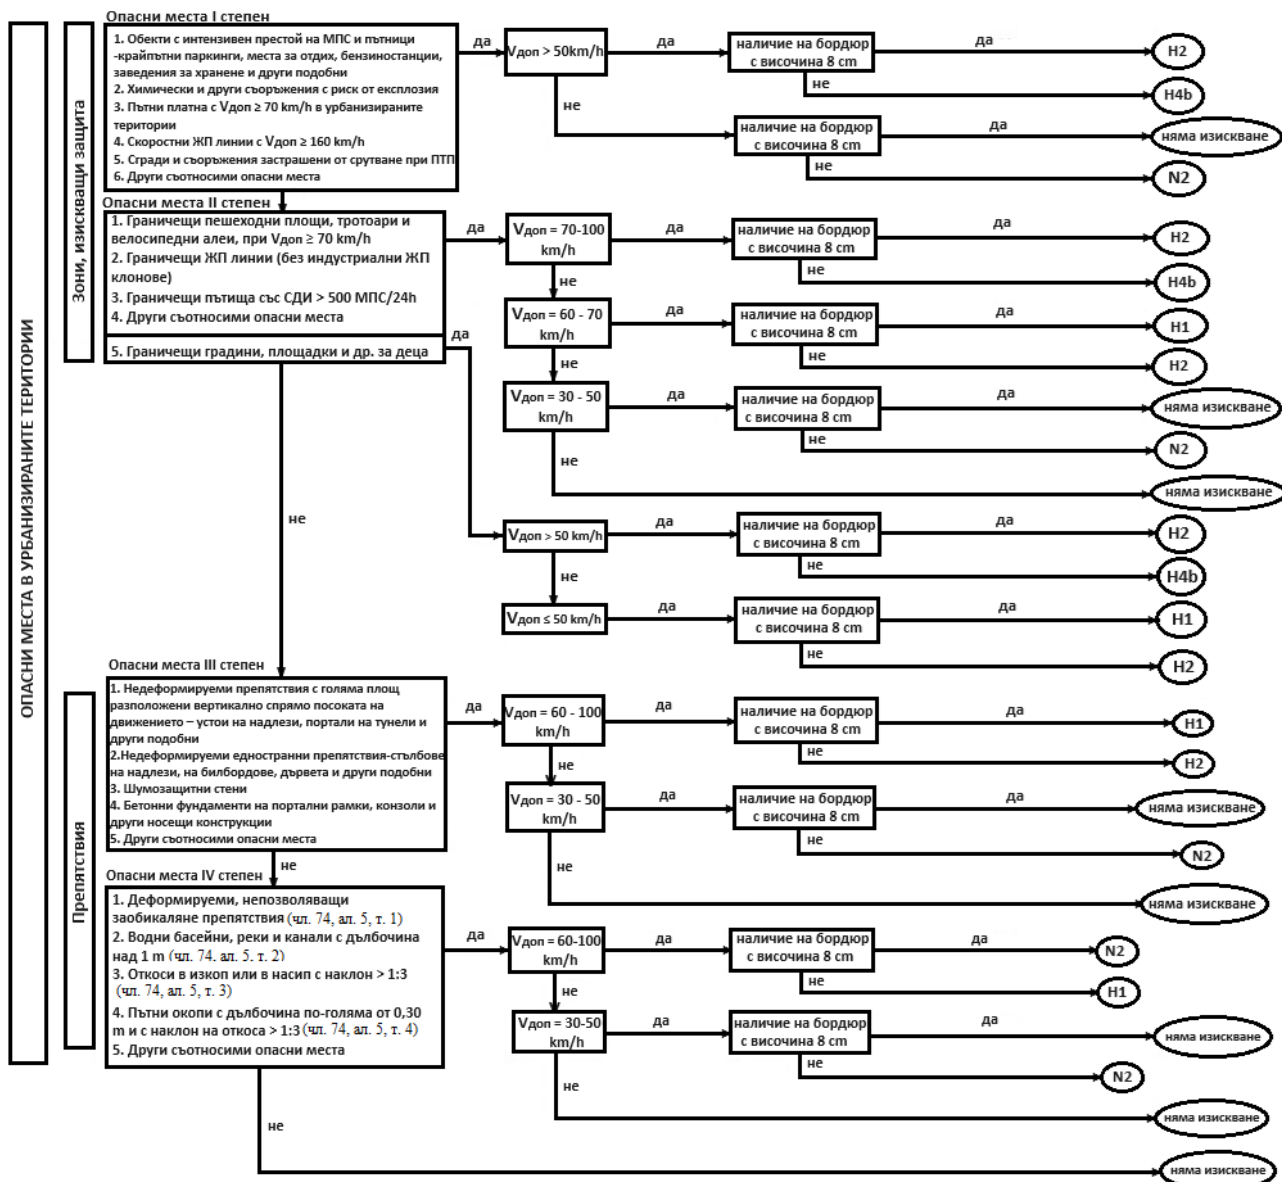 ОПАСНИ МЕСТА В УРБАНИЗИРАНИТЕ ТЕРИТОРИИ
Зони, изискващи защита
Опасни места I степен
1. Обекти с интензивен престой на МПС и пътници
-крайпътни паркинги, места за отдих, бензиностанции,
заведения за хранене и други подобни
2. Химически и други съоръжения с риск от експлозия
3. Пътни платна с Vдоп ≥ 70 km/h в урбанизираните
територии
4. Скоростни ЖП линии с Vдоп ≥ 160 km/h
5. Сгради и съоръжения застрашени от срутване при ПТП
6. Други съотносими опасни места
да
Vдоп > 50km/h
да
наличие на бордюр
с височина 8 cm
да
H2
не
H4b
не
наличие на бордюр
с височина 8 cm
да
няма изискване
не
N2
Опасни места II степен
1. Граничещи пешеходни площи, тротоари и
велосипедни алеи, при Vдоп ≥ 70 km/h
2. Граничещи ЖП линии (без индустриални ЖП
клонове)
3. Граничещи пътища със СДИ > 500 МПС/24h
4. Други съотносими опасни места
5. Граничещи градини, площадки и др. за деца
да
Vдоп = 70-100
km/h
да
наличие на бордюр
с височина 8 cm
да
H2
не
H4b
не
Vдоп = 60 - 70
km/h
да
наличие на бордюр
с височина 8 cm
да
H1
не
H2
не
Vдоп = 30 - 50
km/h
да
наличие на бордюр
с височина 8 cm
да
няма изискване
не
N2
не
няма изискване
да
Vдоп > 50 km/h
да
наличие на бордюр
с височина 8 cm
да
H2
не
H4b
не
Vдоп ≤ 50 km/h
да
наличие на бордюр
с височина 8 cm
да
H1
не
H2
не
Препятствия
Опасни места III степен
1. Недеформируеми препятствия с голяма площ
разположени вертикално спрямо посоката на
движението – устои на надлези, портали на тунели и
други подобни
2.Недеформируеми едностранни препятствия-стълбове
на надлези, на билбордове, дървета и други подобни
3. Шумозащитни стени
4. Бетонни фундаменти на портални рамки, конзоли и
други носещи конструкции
5. Други съотносими опасни места
да
Vдоп = 60 - 100
km/h
да
наличие на бордюр
с височина 8 cm
да
H1
не
H2
не
Vдоп = 30 - 50
km/h
да
наличие на бордюр
с височина 8 cm
да
няма изискване
не
N2
не
няма изискване
не
Опасни места IV степен
1. Деформируеми, непозволяващи
заобикаляне препятствия (чл. 74, ал. 5, т. 1)
2. Водни басейни, реки и канали с дълбочина
над 1 m (чл. 74, ал. 5, т. 2)
3. Откоси в изкоп или в насип с наклон > 1:3
(чл. 74, ал. 5, т. 3)
4. Пътни окопи с дълбочина по-голяма от 0,30
m и с наклон на откоса > 1:3 (чл. 74, ал. 5, т. 4)
5. Други съотносими опасни места
да
Vдоп = 60-100
km/h
да
наличие на бордюр
с височина 8 cm
да
N2
не
H1
не
Vдоп = 30-50
km/h
да
наличие на бордюр
с височина 8 cm
да
няма изискване
не
N2
не
няма изискване
не
няма изискване